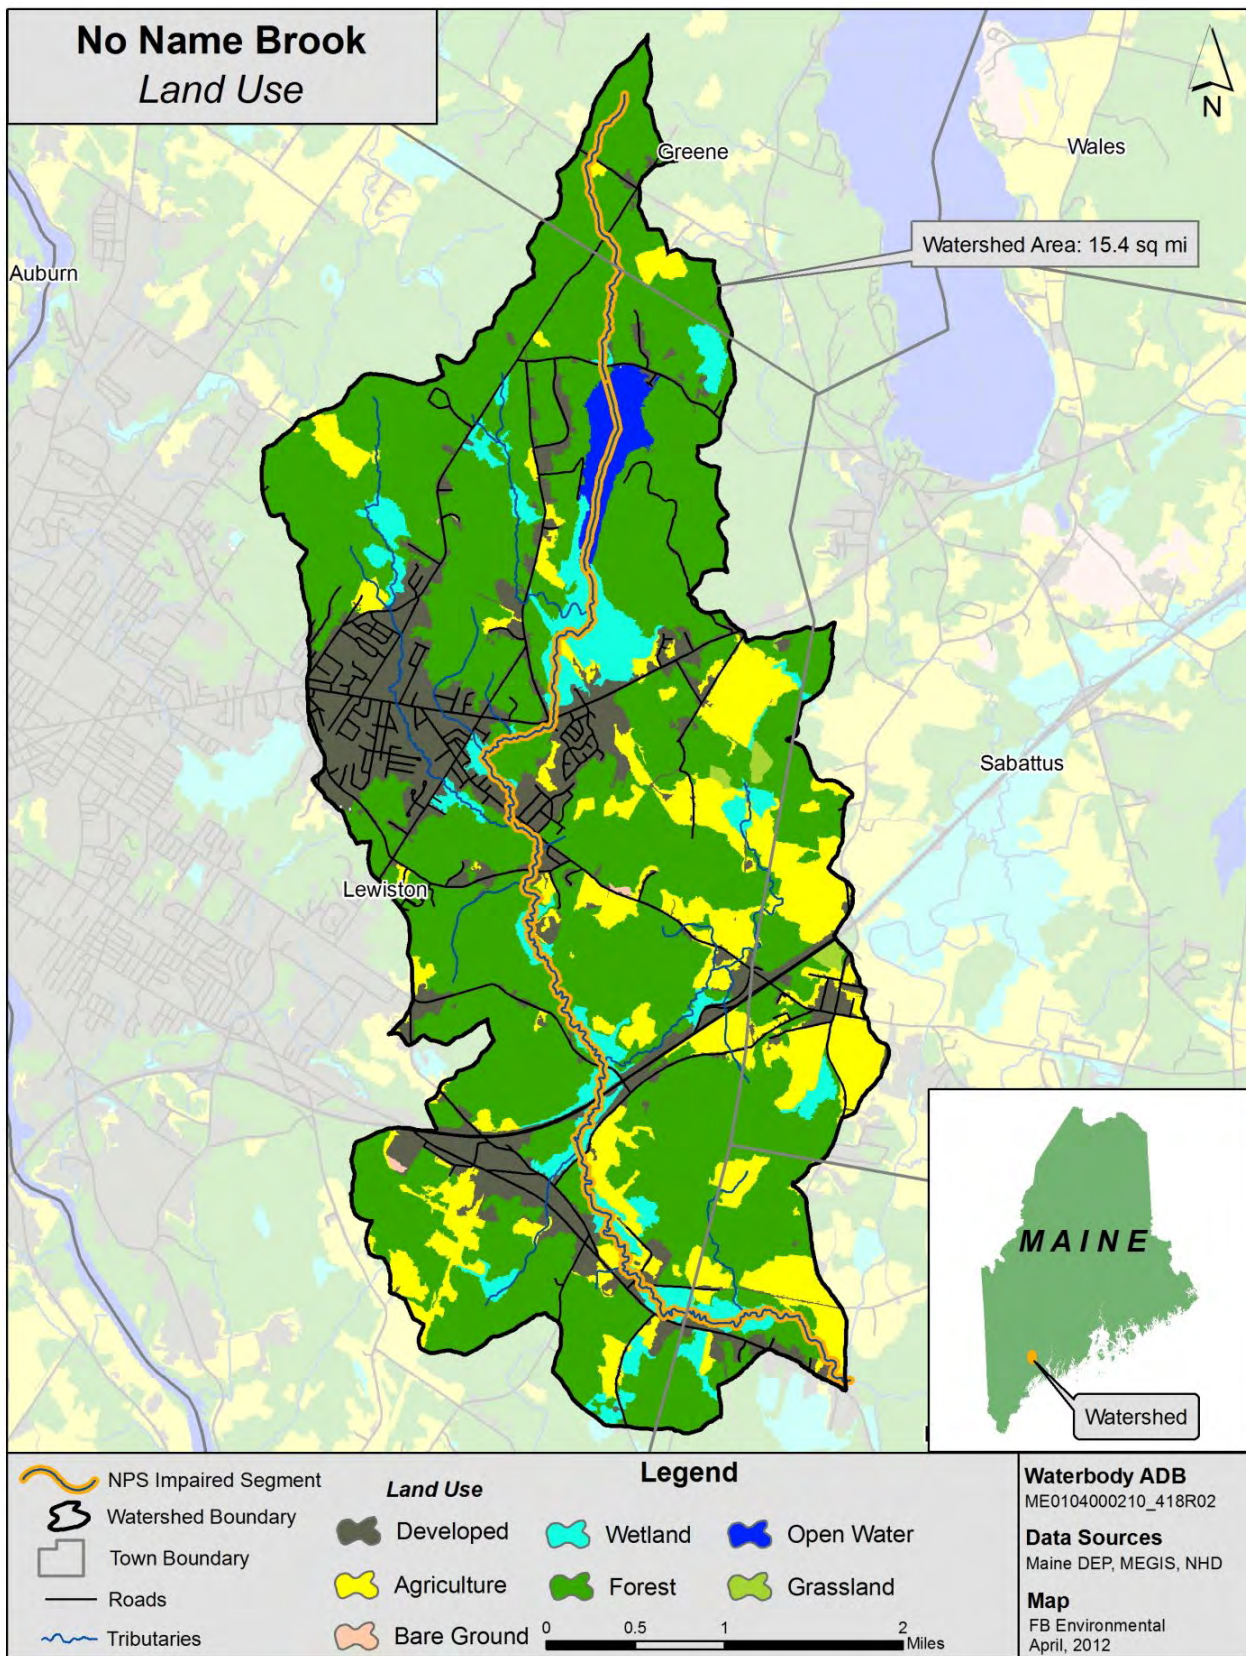 No Name Brook
Land Use
N
Greene
Wales
Watershed Area: 15.4 sq mi
Auburn
Sabattus
Lewiston
MAINE
Watershed
Legend
NPS Impaired Segment
Watershed Boundary
Town Boundary
Roads
Tributaries
Land Use
Developed
Wetland
Open Water
Agriculture
Forest
Grassland
Bare Ground
0 0.5 1 2
Miles
Waterbody ADB
ME0104000210_418R02
Data Sources
Maine DEP, MEGIS, NHD
Map
FB Environmental
April, 2012